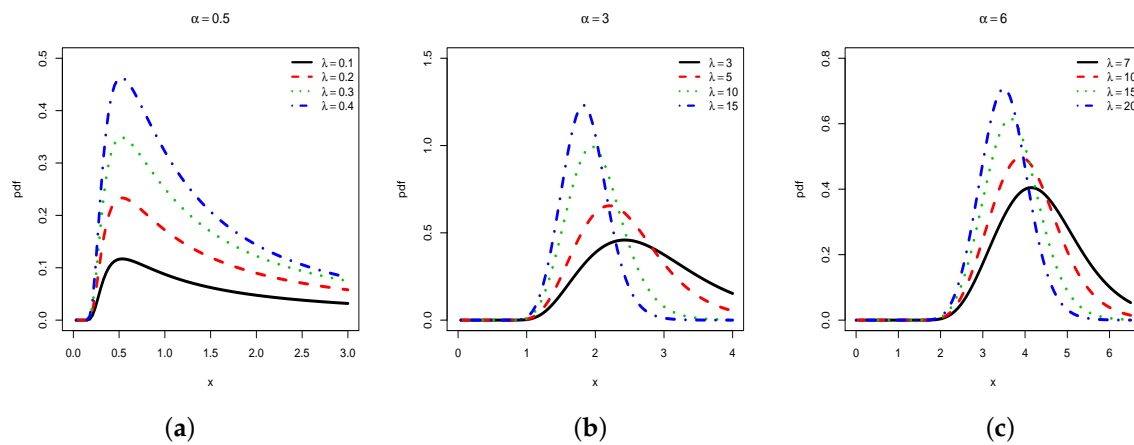 α = 0.5
pdf
0.5
0.4
0.3
0.2
0.1
0.0
λ = 0.1
λ = 0.2
λ = 0.3
λ = 0.4
0.0 0.5 1.0 1.5 2.0 2.5 3.0
x
(a)
α = 3
pdf
1.5
1.0
0.5
0.0
λ = 3
λ = 5
λ = 10
λ = 15
0 1 2 3 4
x
(b)
α = 6
pdf
0.8
0.6
0.4
0.2
0.0
λ = 7
λ = 10
λ = 15
λ = 20
0 1 2 3 4 5 6
x
(c)